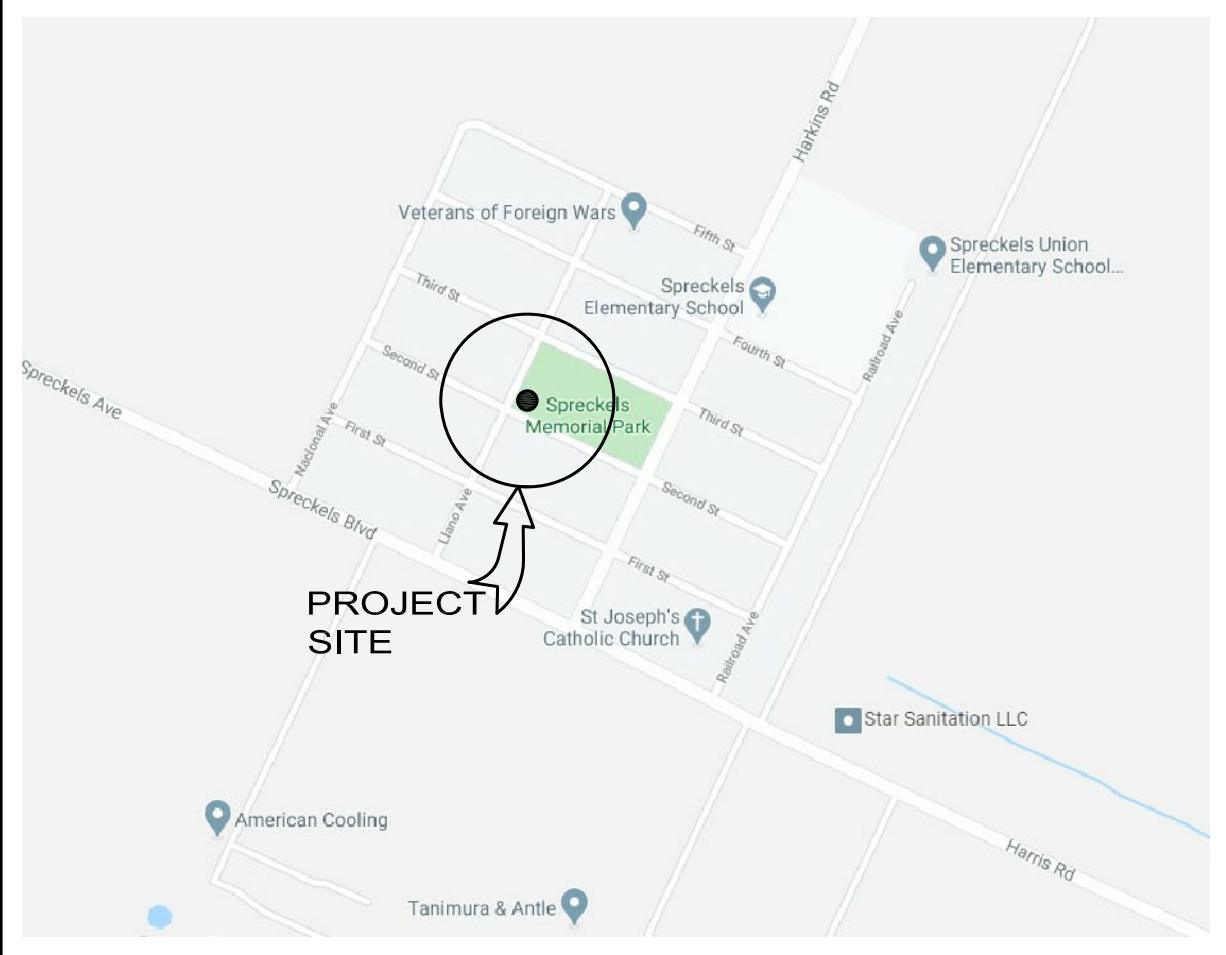 Harkins Rd
Veterans of Foreign Wars
Fifth St
Spreckels Union
Elementary School...
Spreckels
Elementary School
Third St
Railroad Ave
Fourth St
Second St
Spreckels Ave
Spreckels
Memorial Park
Third St
Nacional Ave
First St
Second St
Spreckels Blvd
Llano Ave
First St
PROJECT
SITE
St Joseph's
Catholic Church
Railroad Ave
Star Sanitation LLC
American Cooling
Harris Rd
Tanimura & Antle